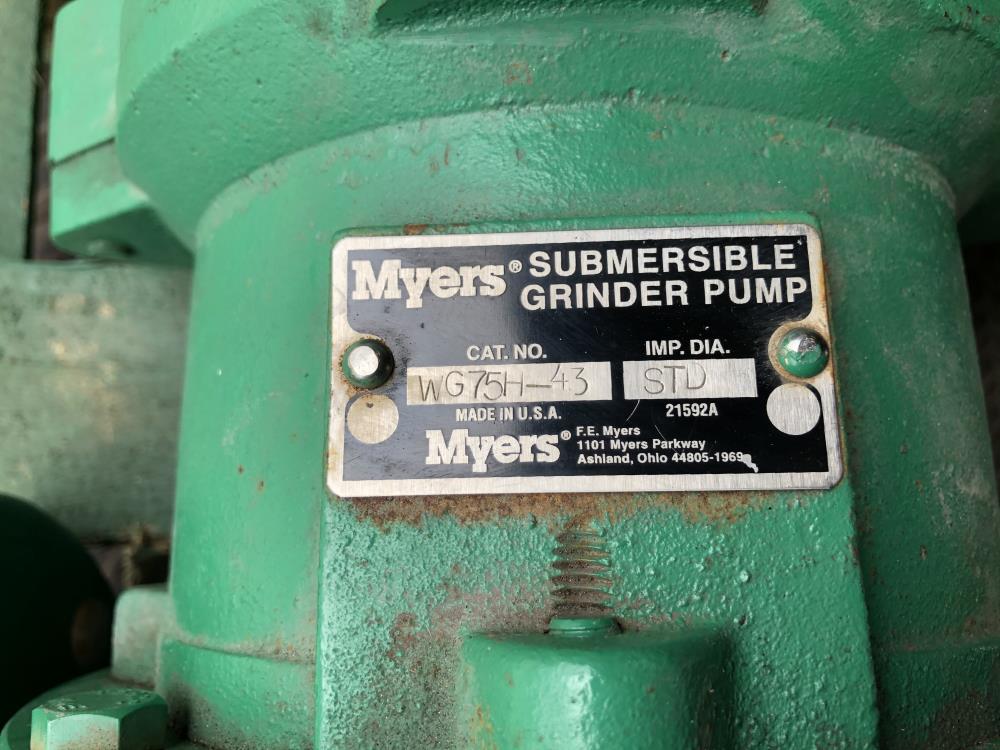 Myers® SUBMERSIBLE
GRINDER PUMP
CAT. NO. IMP. DIA.
WG75H-43 STD
MADE IN U.S.A. 21592A
Myers® F.E. Myers
1101 Myers Parkway
Ashland, Ohio 44805-1969